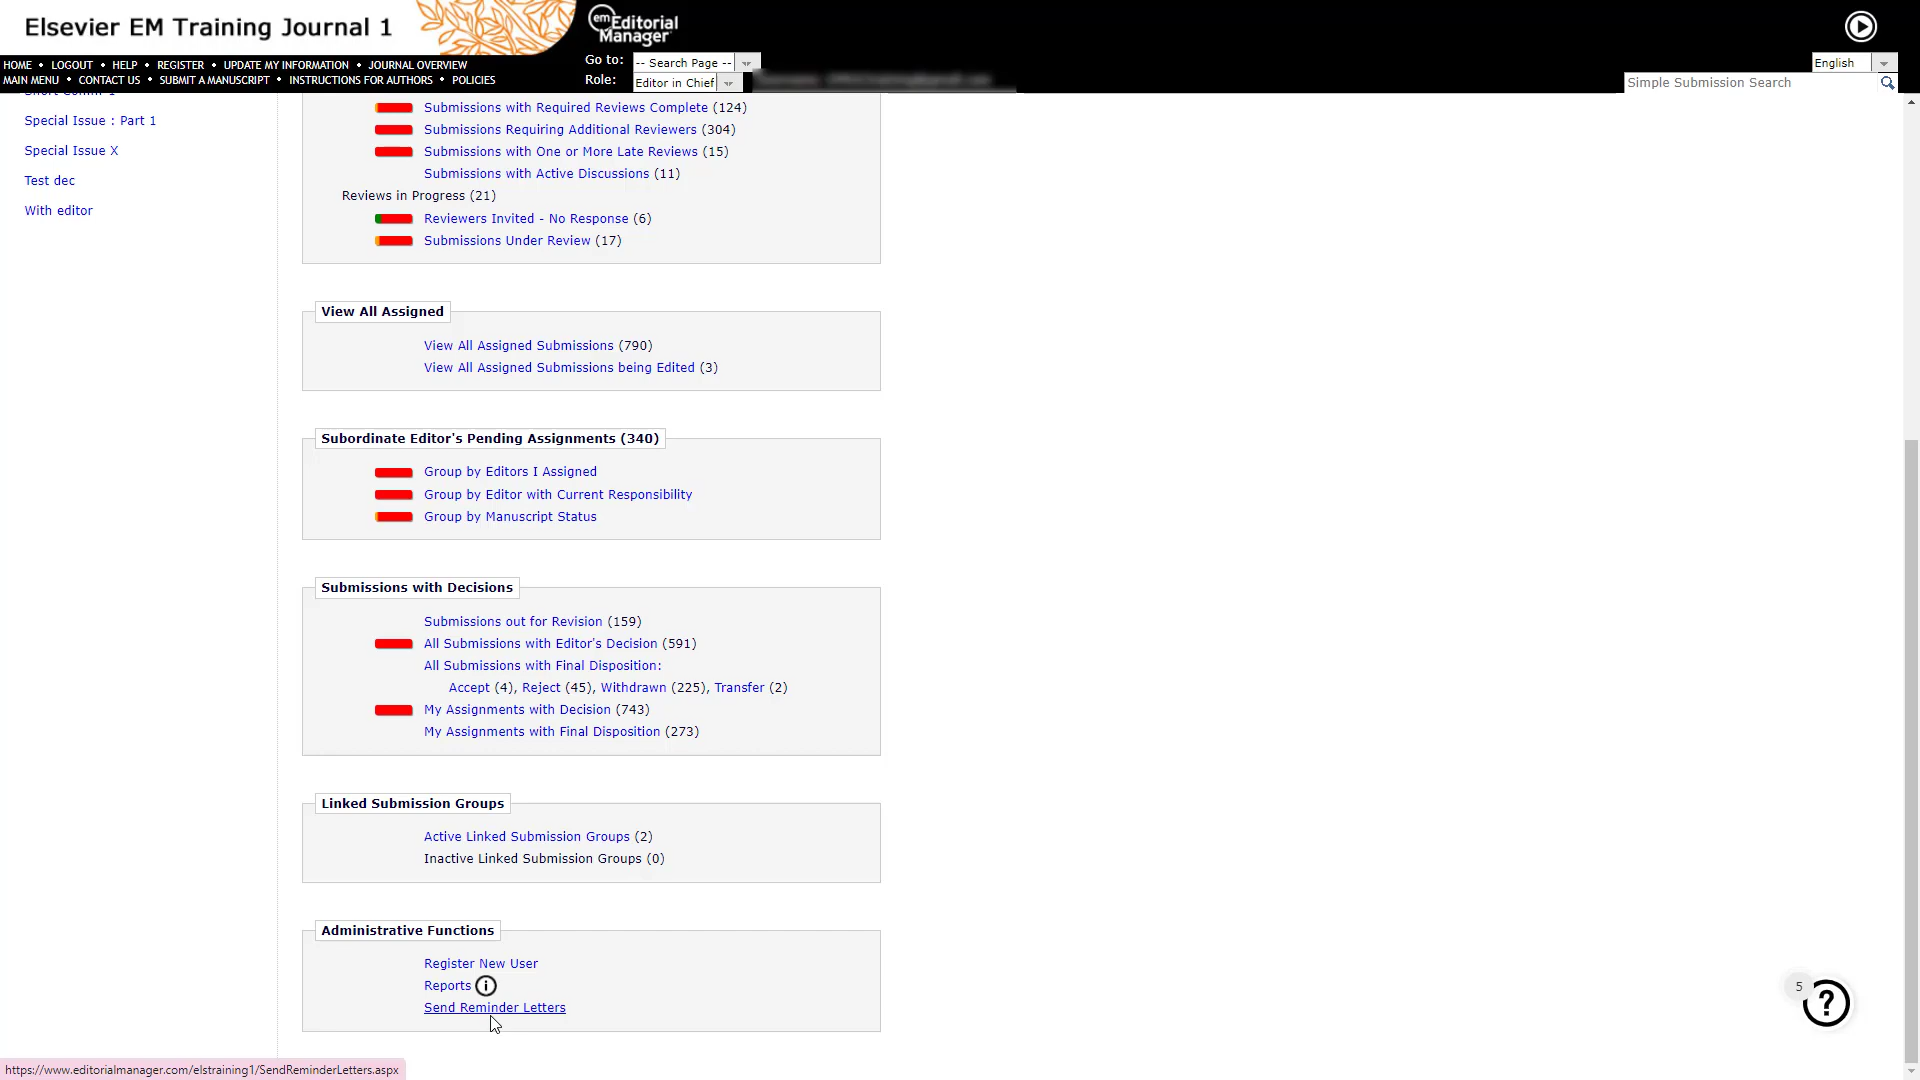 Elsevier EM Training Journal 1
em Editorial Manager®
HOME • LOGOUT • HELP • REGISTER • UPDATE MY INFORMATION • JOURNAL OVERVIEW
MAIN MENU • CONTACT US • SUBMIT A MANUSCRIPT • INSTRUCTIONS FOR AUTHORS • POLICIES
Go to: -- Search Page --
Role: Editor in Chief
English
Simple Submission Search
Special Issue : Part 1
Special Issue X
Test dec
With editor
Submissions with Required Reviews Complete (124)
Submissions Requiring Additional Reviewers (304)
Submissions with One or More Late Reviews (15)
Submissions with Active Discussions (11)
Reviews in Progress (21)
Reviewers Invited - No Response (6)
Submissions Under Review (17)
View All Assigned
View All Assigned Submissions (790)
View All Assigned Submissions being Edited (3)
Subordinate Editor's Pending Assignments (340)
Group by Editors I Assigned
Group by Editor with Current Responsibility
Group by Manuscript Status
Submissions with Decisions
Submissions out for Revision (159)
All Submissions with Editor's Decision (591)
All Submissions with Final Disposition:
Accept (4), Reject (45), Withdrawn (225), Transfer (2)
My Assignments with Decision (743)
My Assignments with Final Disposition (273)
Linked Submission Groups
Active Linked Submission Groups (2)
Inactive Linked Submission Groups (0)
Administrative Functions
Register New User
Reports i
Send Reminder Letters
5 ?
https://www.editorialmanager.com/elstraining1/SendReminderLetters.aspx